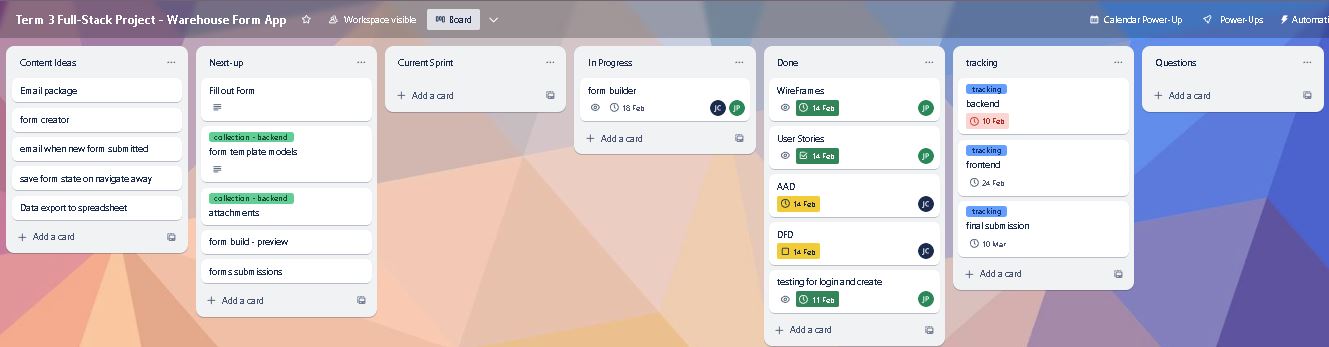 Term 3 Full-Stack Project - Warehouse Form App
Workspace visible
Board
Calendar Power-Up
Power-Ups
Automati
Content Ideas
Email package
form creator
email when new form submitted
save form state on navigate away
Data export to spreadsheet
Add a card
Next-up
Fill out Form
collection - backend
form template models
collection - backend
attachments
form build - preview
forms submissions
Add a card
Current Sprint
Add a card
In Progress
form builder
18 Feb
JC
JP
Add a card
Done
WireFrames
14 Feb
JP
User Stories
14 Feb
JP
AAD
14 Feb
JC
DFD
14 Feb
JC
testing for login and create
11 Feb
JP
Add a card
tracking
tracking
backend
10 Feb
tracking
frontend
24 Feb
tracking
final submission
10 Mar
Add a card
Questions
Add a card